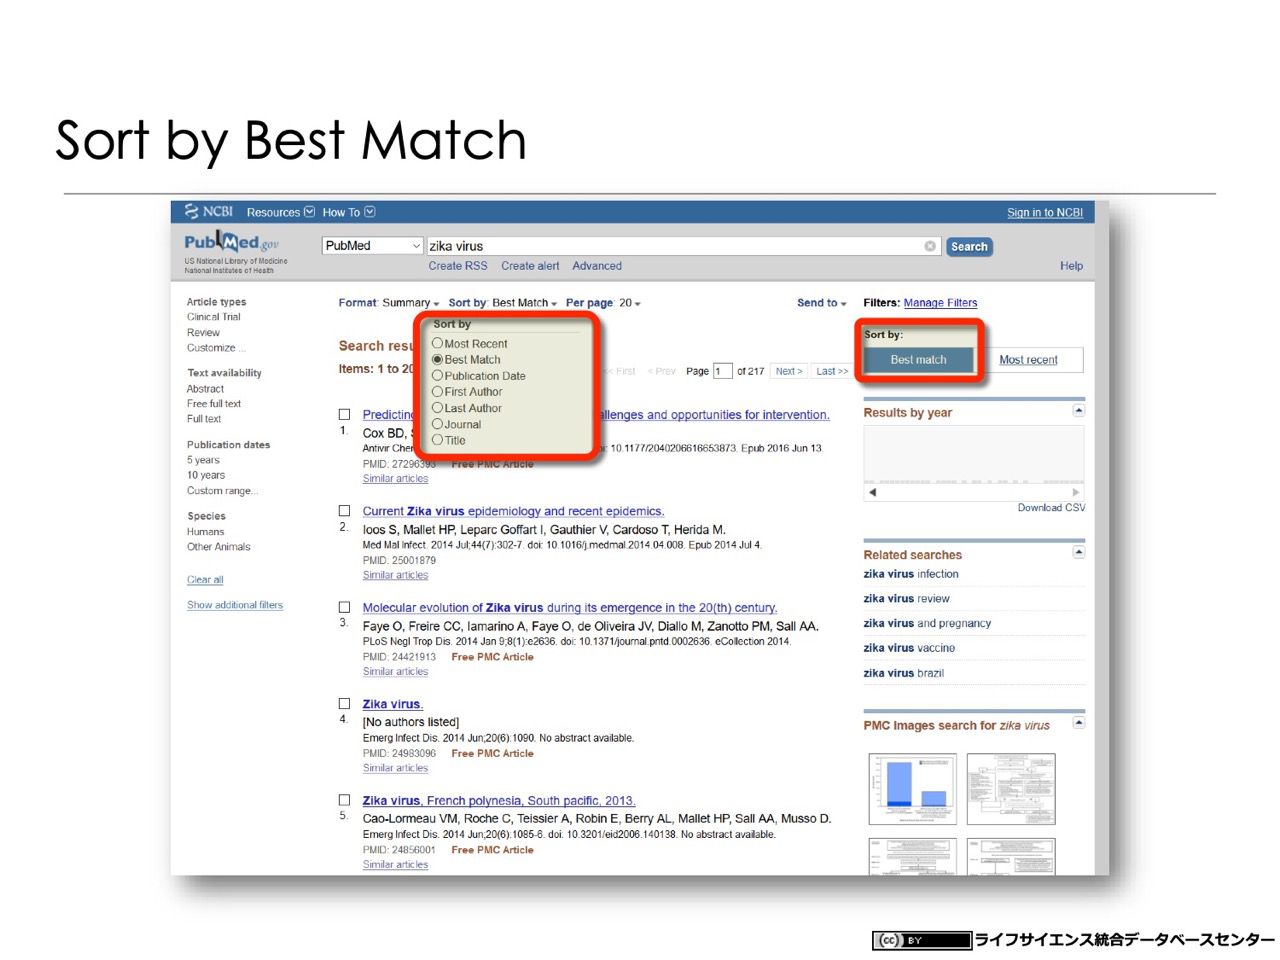 Sort by Best Match
NCBI Resources How To Sign in to NCBI
PubMed.gov
US National Library of Medicine
National Institutes of Health
PubMed zika virus Search
Create RSS Create alert Advanced Help
Article types
Clinical Trial
Review
Customize ...
Text availability
Abstract
Free full text
Full text
Publication dates
5 years
10 years
Custom range...
Species
Humans
Other Animals
Clear all
Show additional filters
Format: Summary Sort by: Best Match Per page: 20 Send to
Sort by
Most Recent
Best Match
Publication Date
First Author
Last Author
Journal
Title
Search
Items: 1 to 20
<< First < Prev Page 1 of 217 Next > Last >>
Predicting allenges and opportunities for intervention.
1. Cox BD,
Antivir Che oi: 10.1177/2040206616653873. Epub 2016 Jun 13.
PMID: 27296393 Free PMC Article
Similar articles
Current Zika virus epidemiology and recent epidemics.
2. Ioos S, Mallet HP, Leparc Goffart I, Gauthier V, Cardoso T, Herida M.
Med Mal Infect. 2014 Jul;44(7):302-7. doi: 10.1016/j.medmal.2014.04.008. Epub 2014 Jul 4.
PMID: 25001879
Similar articles
Molecular evolution of Zika virus during its emergence in the 20(th) century.
3. Faye O, Freire CC, Iamarino A, Faye O, de Oliveira JV, Diallo M, Zanotto PM, Sall AA.
PLoS Negl Trop Dis. 2014 Jan 9;8(1):e2636. doi: 10.1371/journal.pntd.0002636. eCollection 2014.
PMID: 24421913 Free PMC Article
Similar articles
Zika virus.
4. [No authors listed]
Emerg Infect Dis. 2014 Jun;20(6):1090. No abstract available.
PMID: 24983096 Free PMC Article
Similar articles
Zika virus, French polynesia, South pacific, 2013.
5. Cao-Lormeau VM, Roche C, Teissier A, Robin E, Berry AL, Mallet HP, Sall AA, Musso D.
Emerg Infect Dis. 2014 Jun;20(6):1085-6. doi: 10.3201/eid2006.140138. No abstract available.
PMID: 24856001 Free PMC Article
Similar articles
Filters: Manage Filters
Sort by:
Best match Most recent
Results by year
Download CSV
Related searches
zika virus infection
zika virus review
zika virus and pregnancy
zika virus vaccine
zika virus brazil
PMC Images search for zika virus
cc BY ライフサイエンス統合データベースセンター